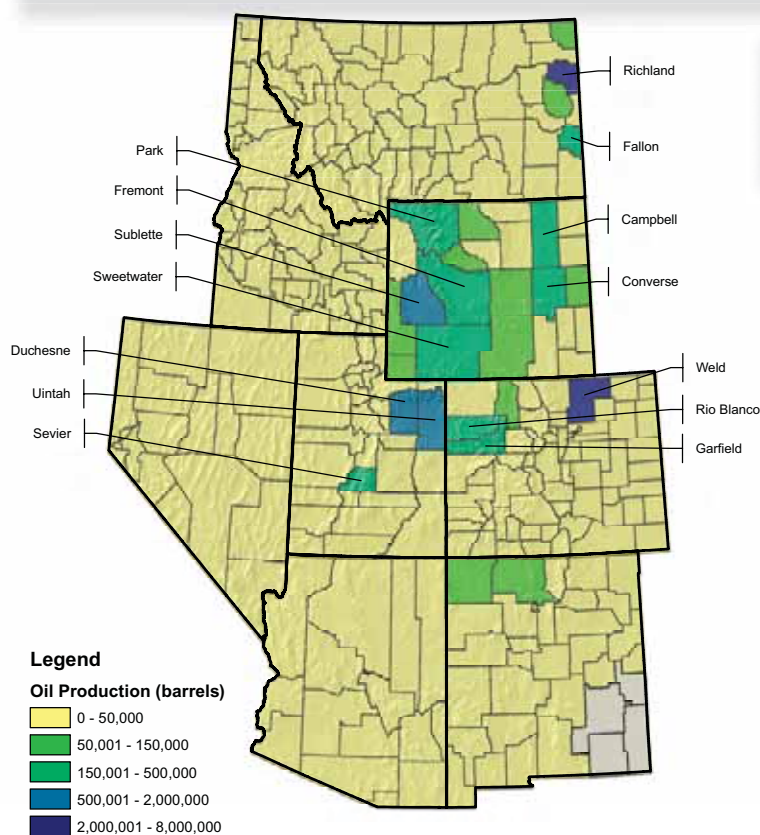 Richland
Park
Fallon
Fremont
Campbell
Sublette
Sweetwater
Converse
Duchesne
Weld
Uintah
Rio Blanco
Sevier
Garfield
Legend
Oil Production (barrels)
0 - 50,000
50,001 - 150,000
150,001 - 500,000
500,001 - 2,000,000
2,000,001 - 8,000,000